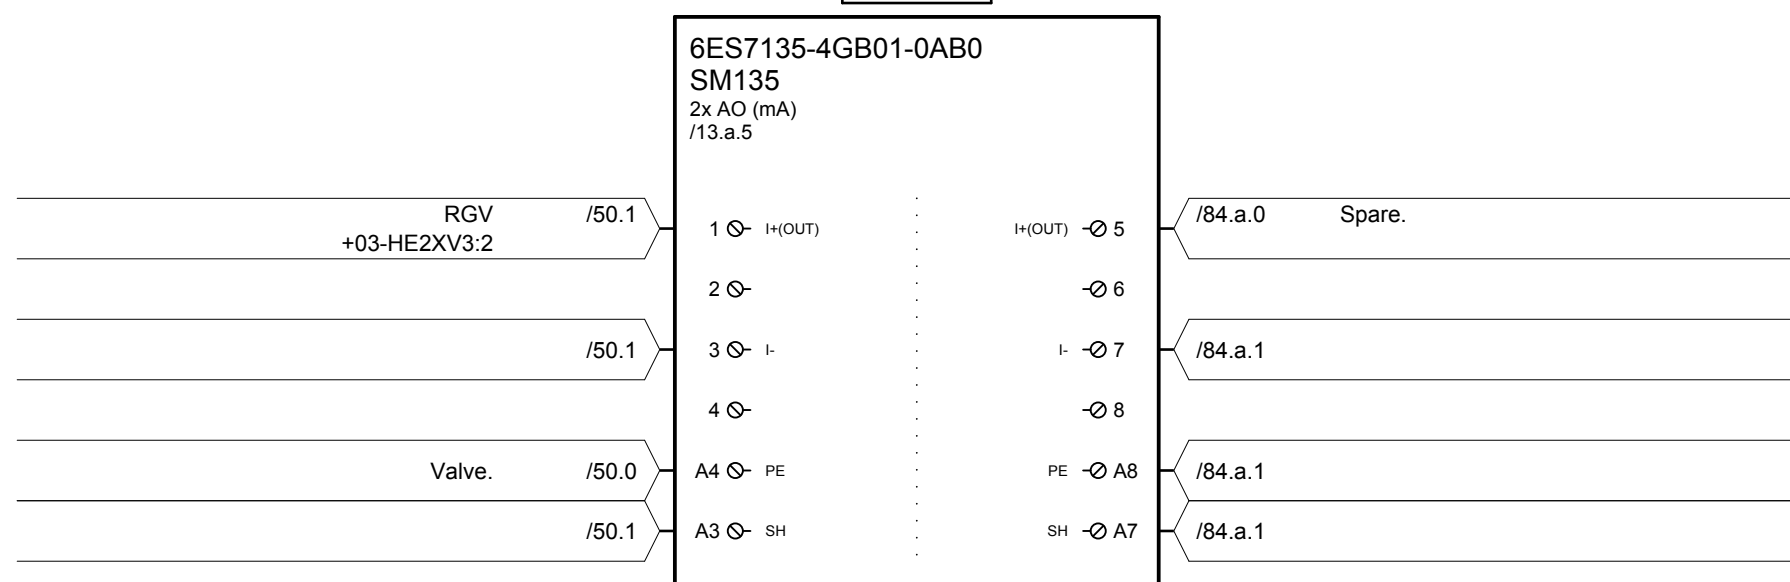 6ES7135-4GB01-0AB0
SM135
2x AO (mA)
/13.a.5
RGV /50.1 1 I+(OUT) I+(OUT) 5 /84.a.0 Spare.
+03-HE2XV3:2
2 6
/50.1 3 I- I- 7 /84.a.1
4 8
Valve. /50.0 A4 PE PE A8 /84.a.1
/50.1 A3 SH SH A7 /84.a.1